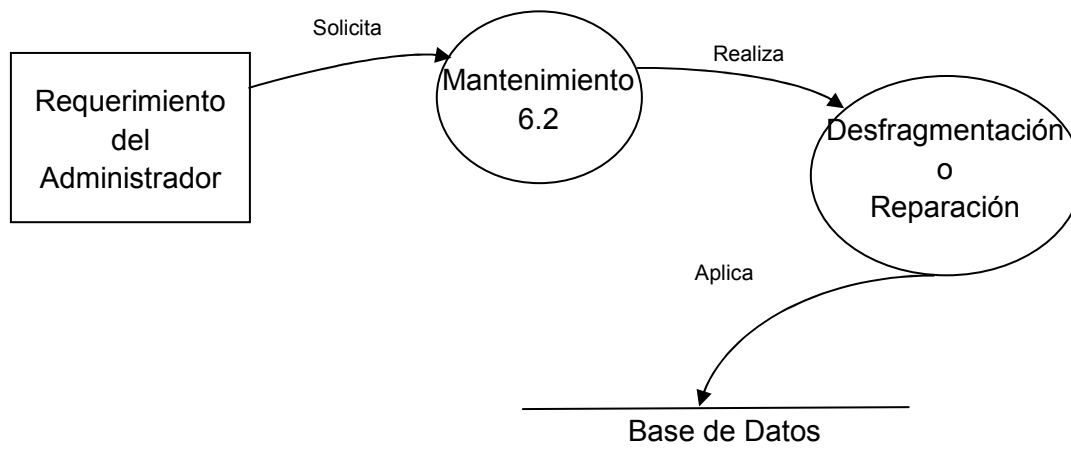 Solicita
Requerimiento
del
Administrador
Mantenimiento
6.2
Realiza
Desfragmentación
o
Reparación
Aplica
Base de Datos